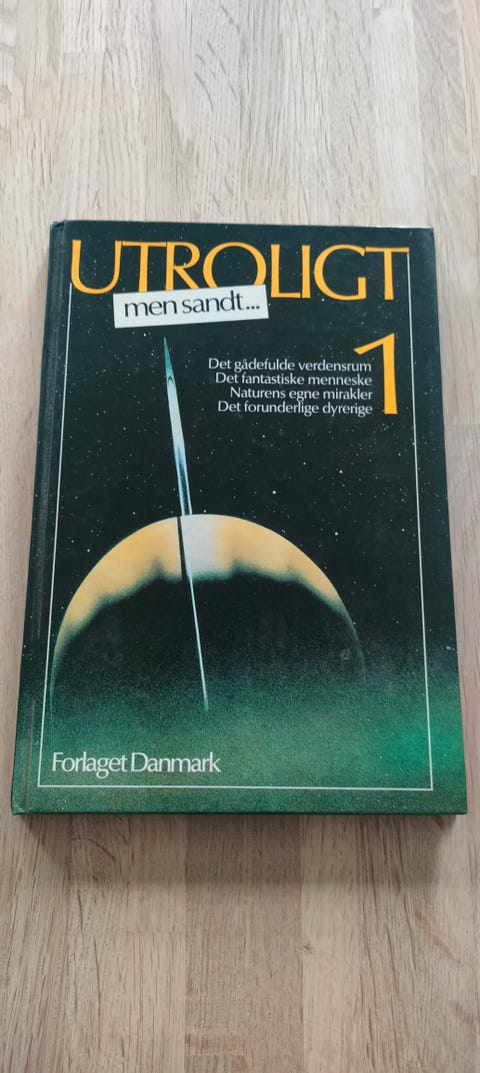 UTROLIGT
men sandt...
1
Det gådefulde verdensrum
Det fantastiske menneske
Naturens egne mirakler
Det forunderlige dyrerige
Forlaget Danmark